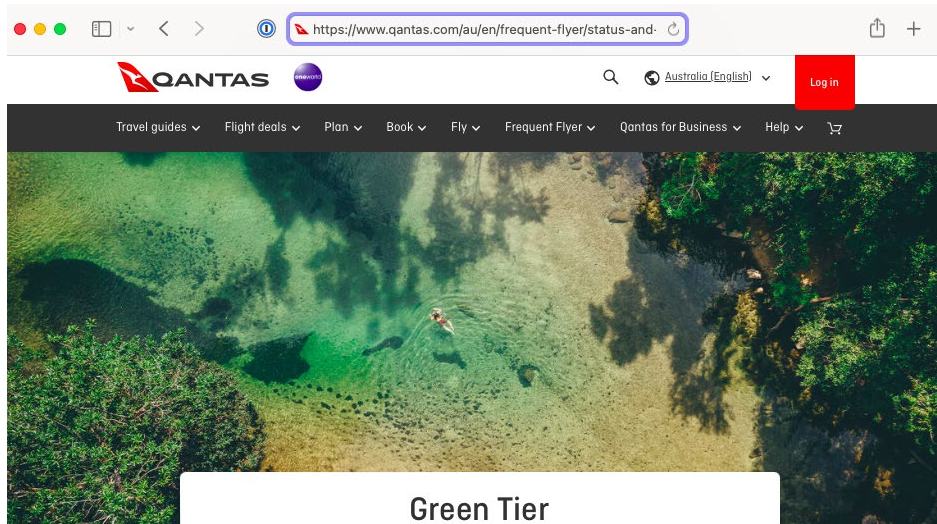 https://www.qantas.com/au/en/frequent-flyer/status-and-
QANTAS
oneworld
Australia (English)
Log in
Travel guides
Flight deals
Plan
Book
Fly
Frequent Flyer
Qantas for Business
Help
Green Tier